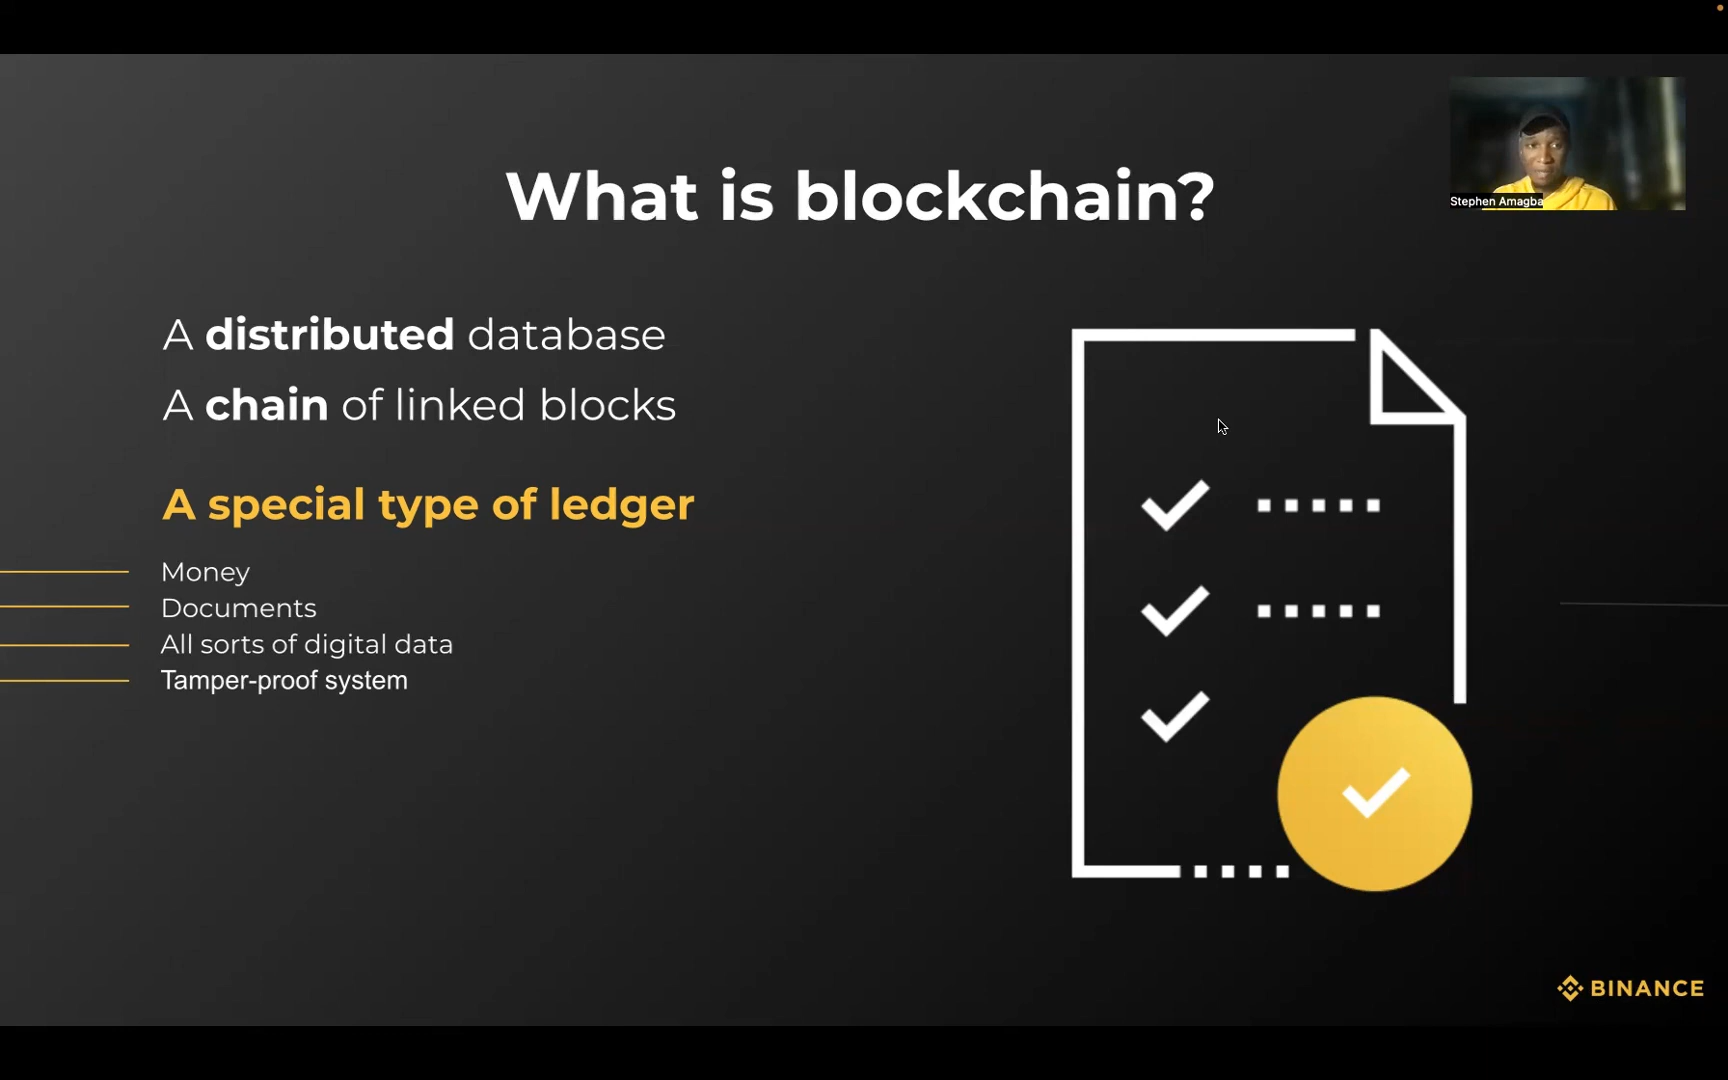 What is blockchain?
Stephen Amagba
A distributed database
A chain of linked blocks
A special type of ledger
Money
Documents
All sorts of digital data
Tamper-proof system
BINANCE